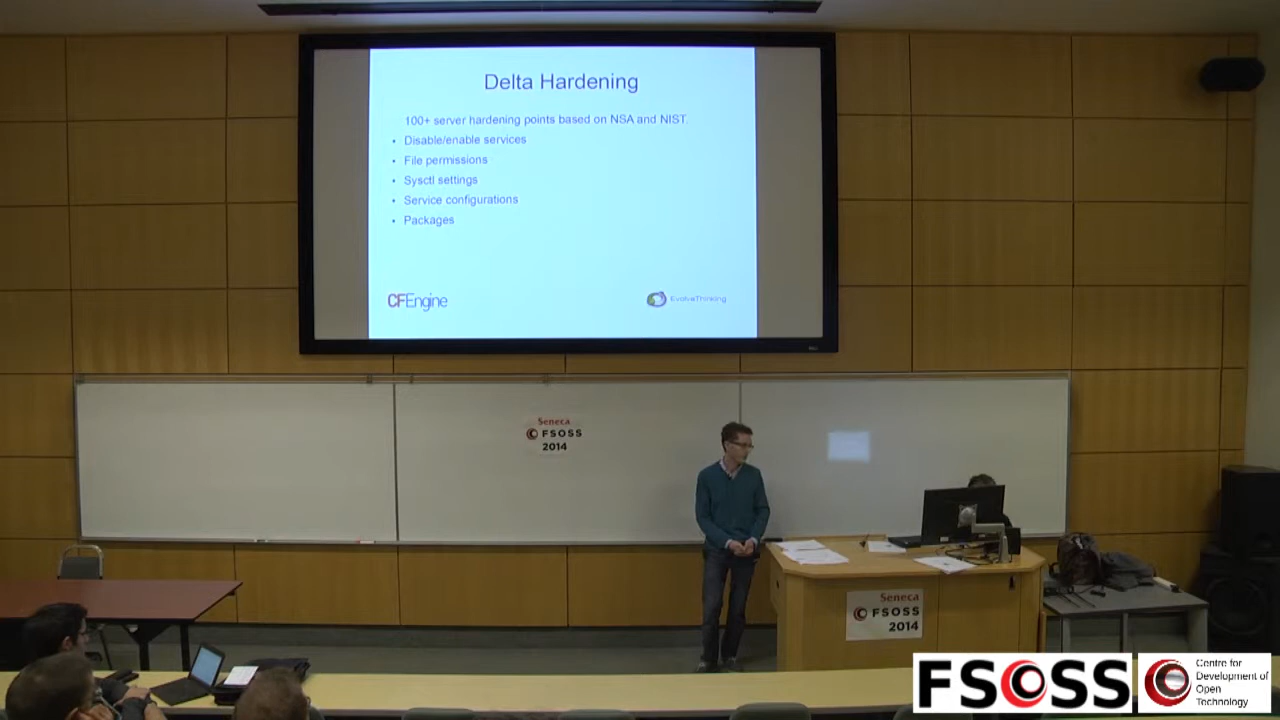 Delta Hardening
100+ server hardening points based on NSA and NIST.
• Disable/enable services
• File permissions
• Sysctl settings
• Service configurations
• Packages
CFEngine
EvolveThinking
Seneca
FSOSS
2014
Seneca
FSOSS
2014
FSOSS
Centre for
Development of
Open
Technology